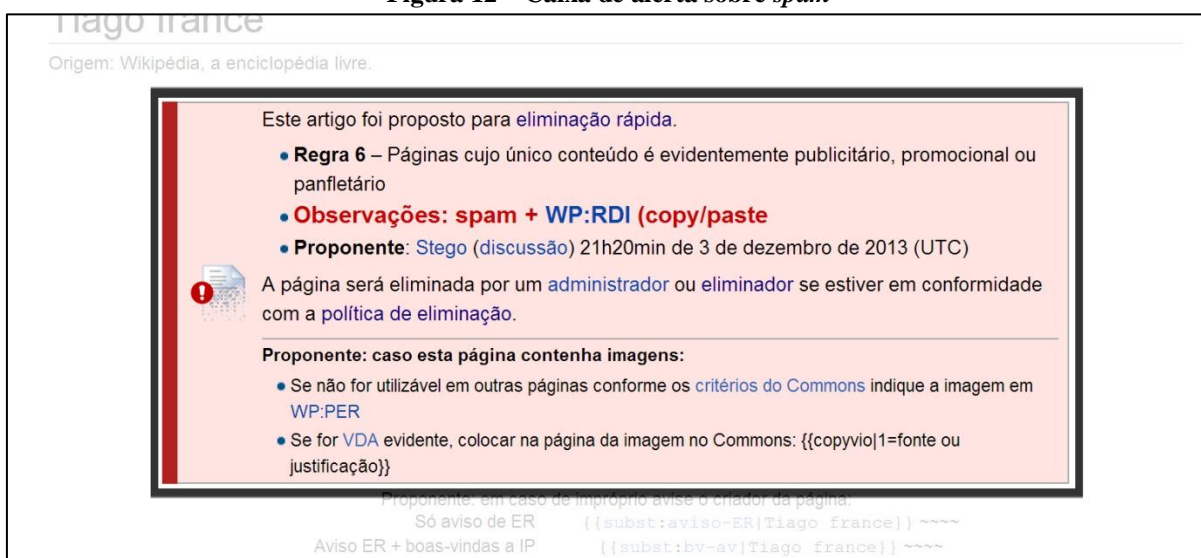 Figura 12 – Caixa de alerta sobre spam
Tiago france
Origem: Wikipédia, a enciclopédia livre.
Este artigo foi proposto para eliminação rápida.
• Regra 6 – Páginas cujo único conteúdo é evidentemente publicitário, promocional ou
panfletário
• Observações: spam + WP:RDI (copy/paste
• Proponente: Stego (discussão) 21h20min de 3 de dezembro de 2013 (UTC)
A página será eliminada por um administrador ou eliminador se estiver em conformidade
com a política de eliminação.
Proponente: caso esta página contenha imagens:
• Se não for utilizável em outras páginas conforme os critérios do Commons indique a imagem em
WP:PER
• Se for VDA evidente, colocar na página da imagem no Commons: {{copyvio|1=fonte ou
justificação}}
Proponente: em caso de impróprio avise o criador da página:
Só aviso de ER {{subst:aviso-ER|Tiago france}} ~~~~
Aviso ER + boas-vindas a IP {{subst:bv-av|Tiago france}} ~~~~